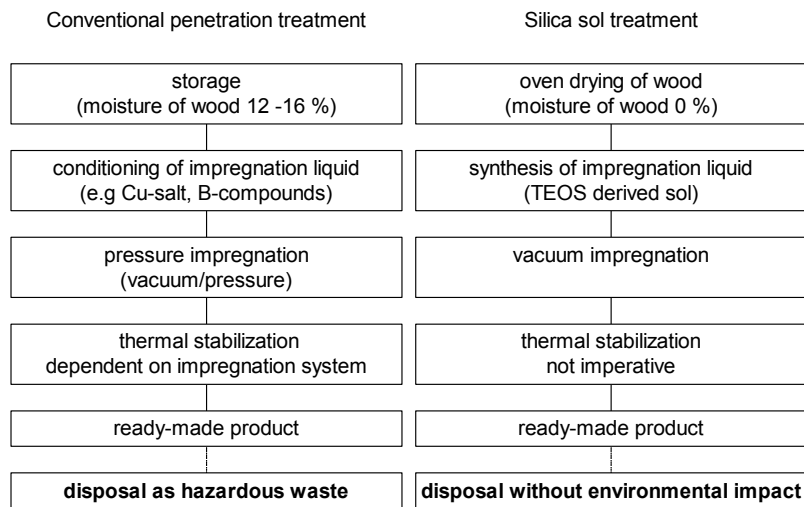 Conventional penetration treatment
storage
(moisture of wood 12 -16 %)
conditioning of impregnation liquid
(e.g Cu-salt, B-compounds)
pressure impregnation
(vacuum/pressure)
thermal stabilization
dependent on impregnation system
ready-made product
disposal as hazardous waste
Silica sol treatment
oven drying of wood
(moisture of wood 0 %)
synthesis of impregnation liquid
(TEOS derived sol)
vacuum impregnation
thermal stabilization
not imperative
ready-made product
disposal without environmental impact